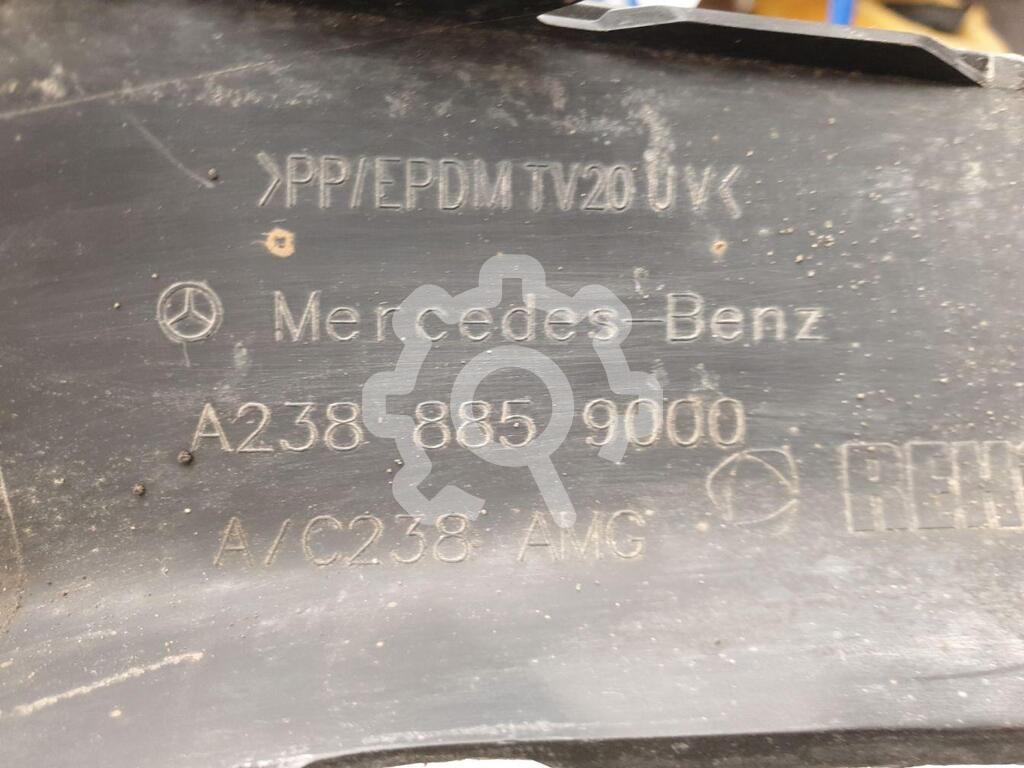 >PP/EPDM TV20 UV<
Mercedes-Benz
A238 885 9000
A/C238 AMG